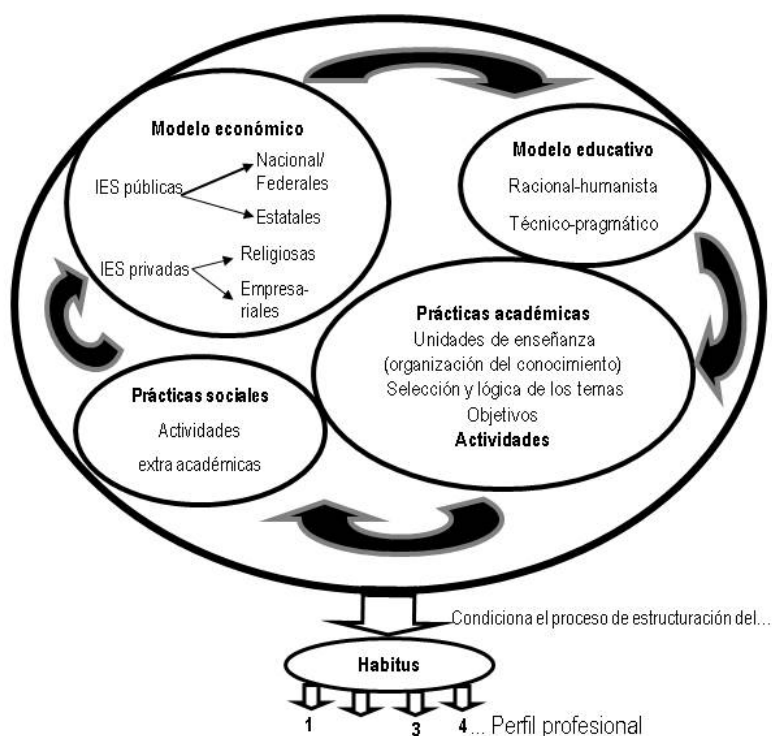 Modelo económico
IES públicas
Nacional/
Federales
Estatales
IES privadas
Religiosas
Empresa-
riales
Modelo educativo
Racional-humanista
Técnico-pragmático
Prácticas académicas
Unidades de enseñanza
(organización del conocimiento)
Selección y lógica de los temas
Objetivos
Actividades
Prácticas sociales
Actividades
extra académicas
Condiciona el proceso de estructuración del...
Habitus
1 3 4... Perfil profesional